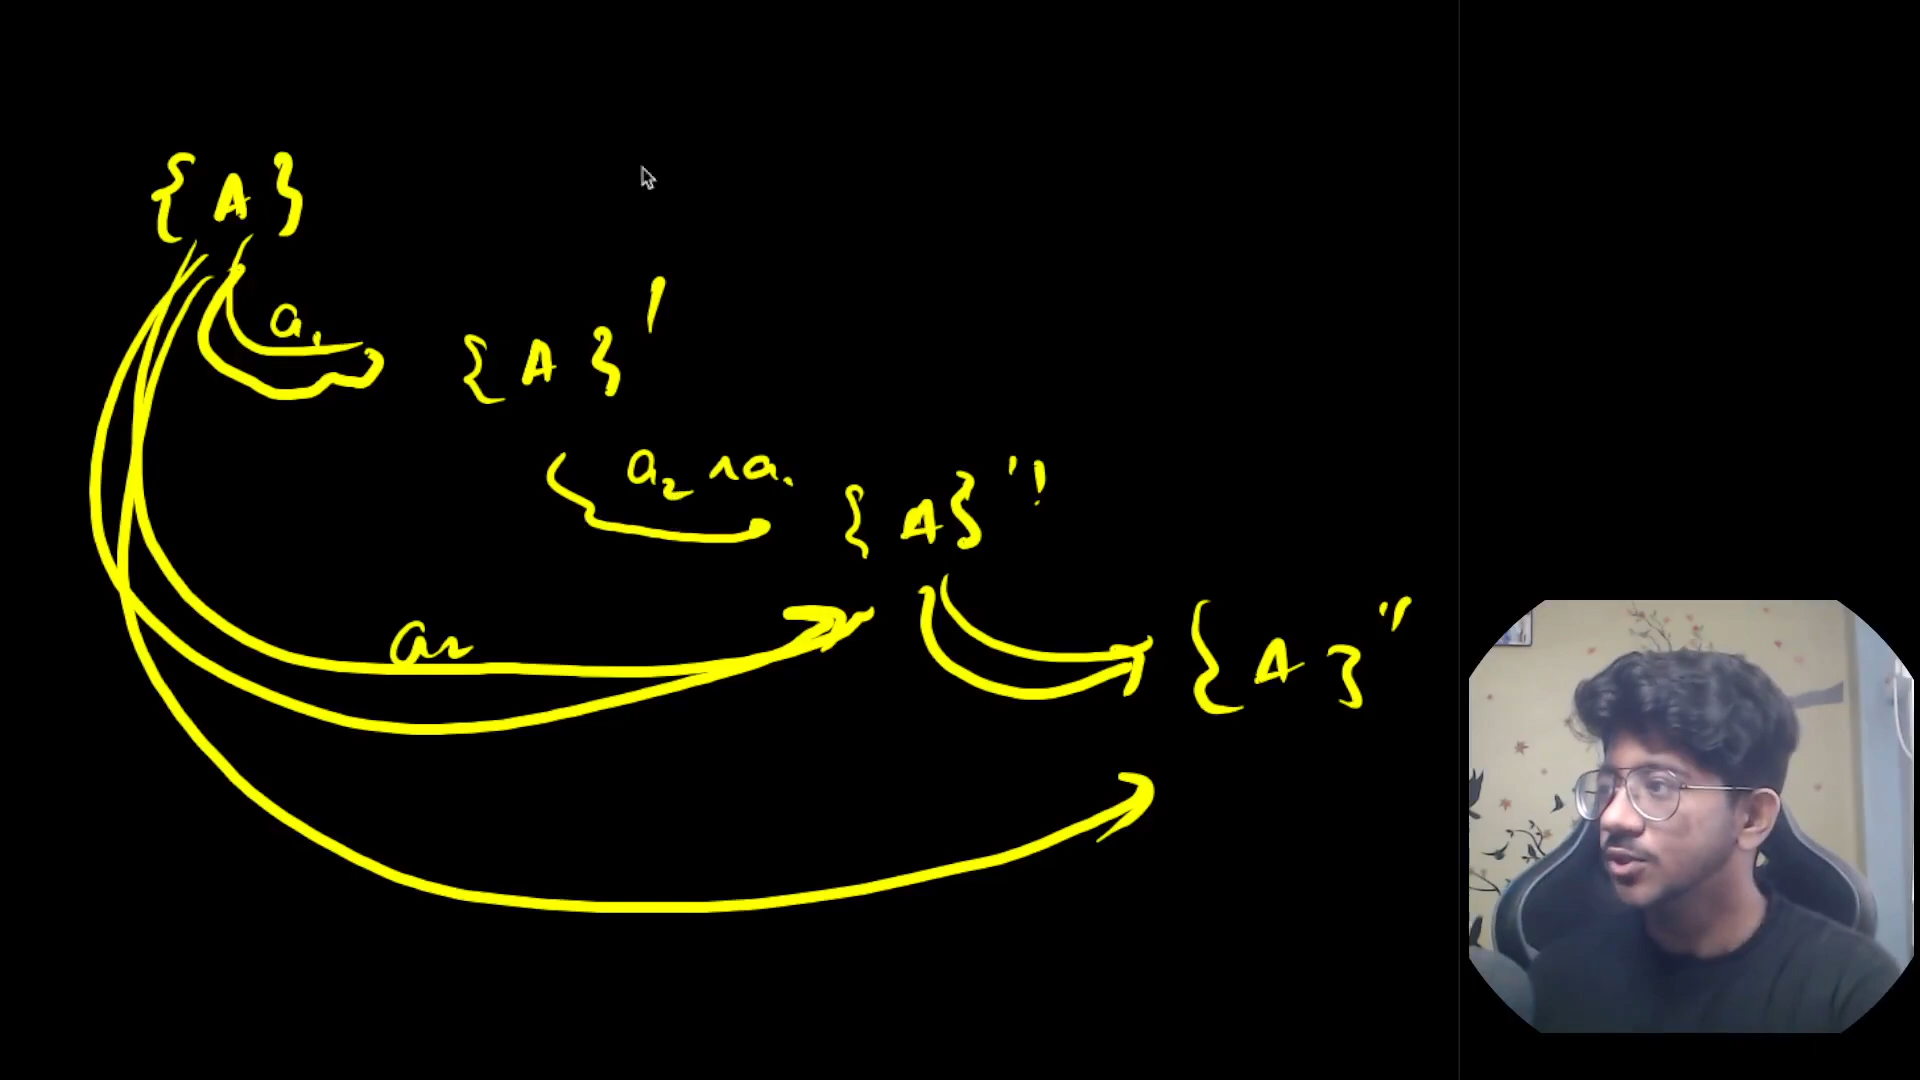 {A}
a₁
{A}'
a₂ ^ a₁
{A}''
a₂
{A}''